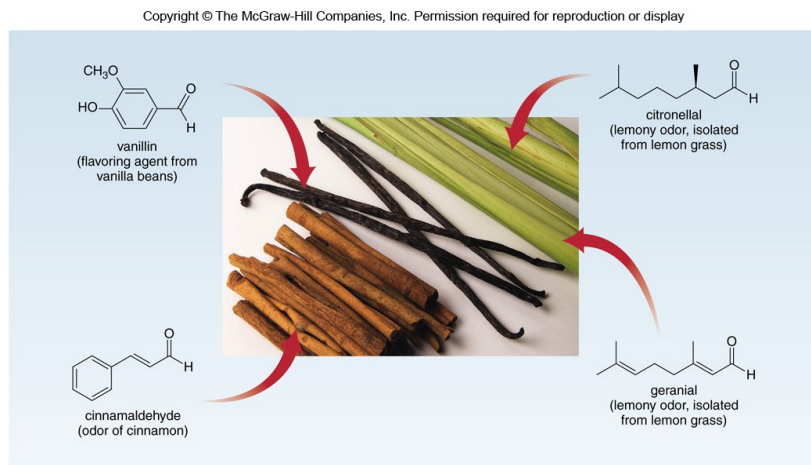 Copyright © The McGraw-Hill Companies, Inc. Permission required for reproduction or display
CH₃O
O
HO
H
vanillin
(flavoring agent from
vanilla beans)
O
H
citronellal
(lemony odor, isolated
from lemon grass)
O
H
cinnamaldehyde
(odor of cinnamon)
O
H
geranial
(lemony odor, isolated
from lemon grass)